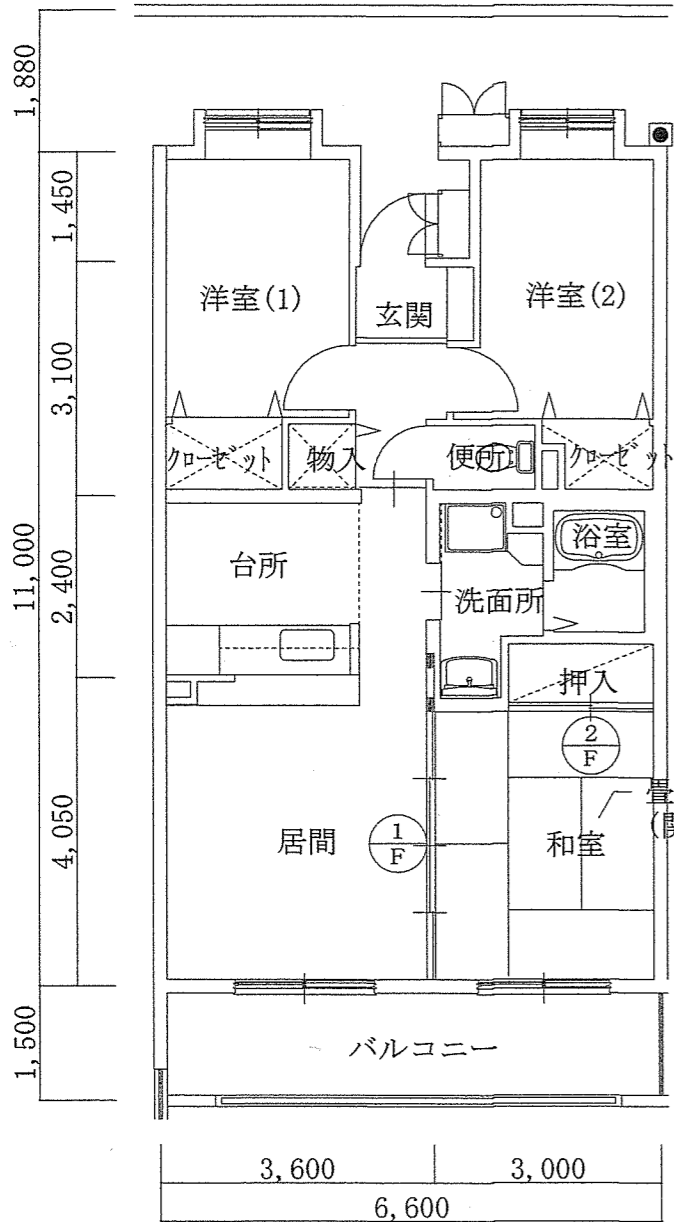 1,880
1,450
洋室(1)
玄関
洋室(2)
3,100
クローゼット
物入
便所
クローゼット
11,000
2,400
台所
浴室
洗面所
押入
2
F
4,050
居間
1
F
和室
畳
1,500
バルコニー
3,600
3,000
6,600